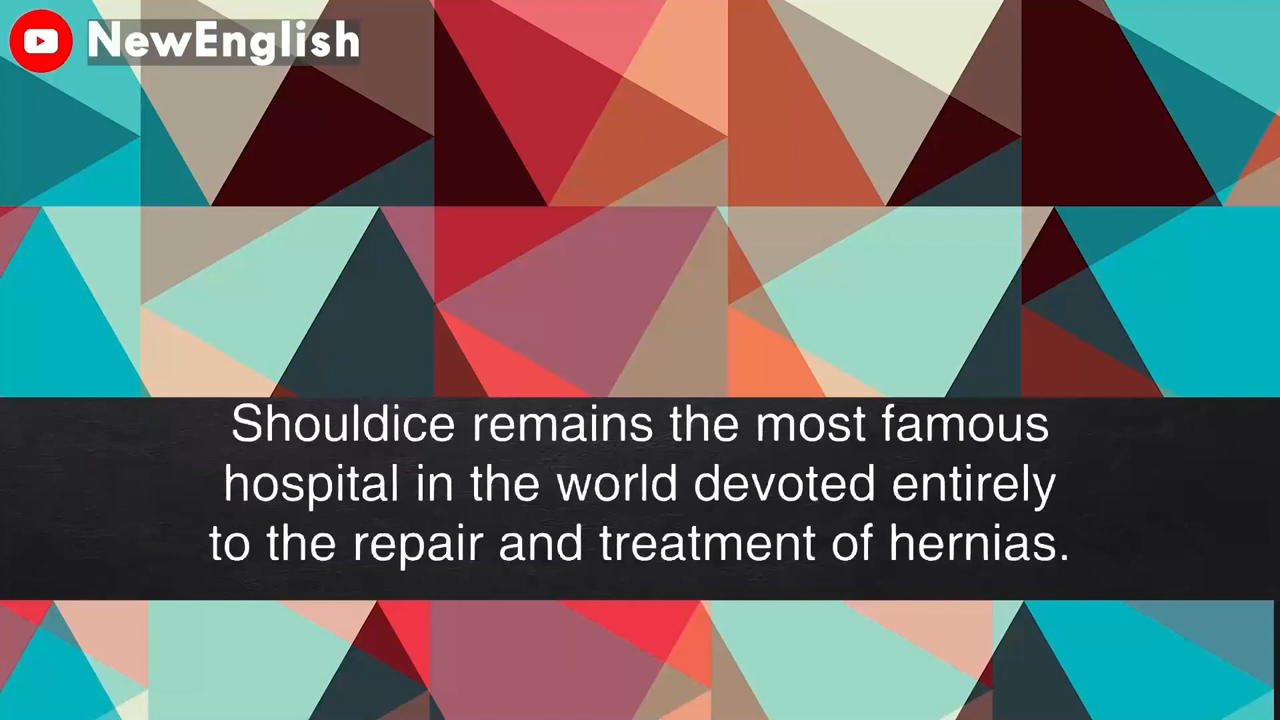 NewEnglish
Shouldice remains the most famous
hospital in the world devoted entirely
to the repair and treatment of hernias.